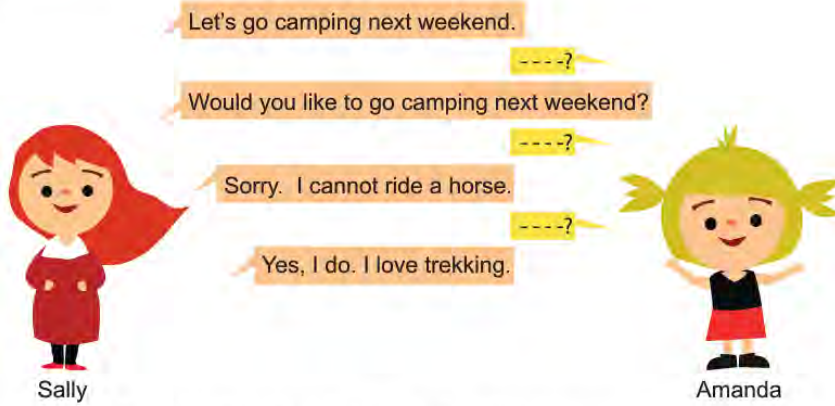 Let's go camping next weekend.
----?
Would you like to go camping next weekend?
----?
Sorry. I cannot ride a horse.
----?
Yes, I do. I love trekking.
Sally
Amanda